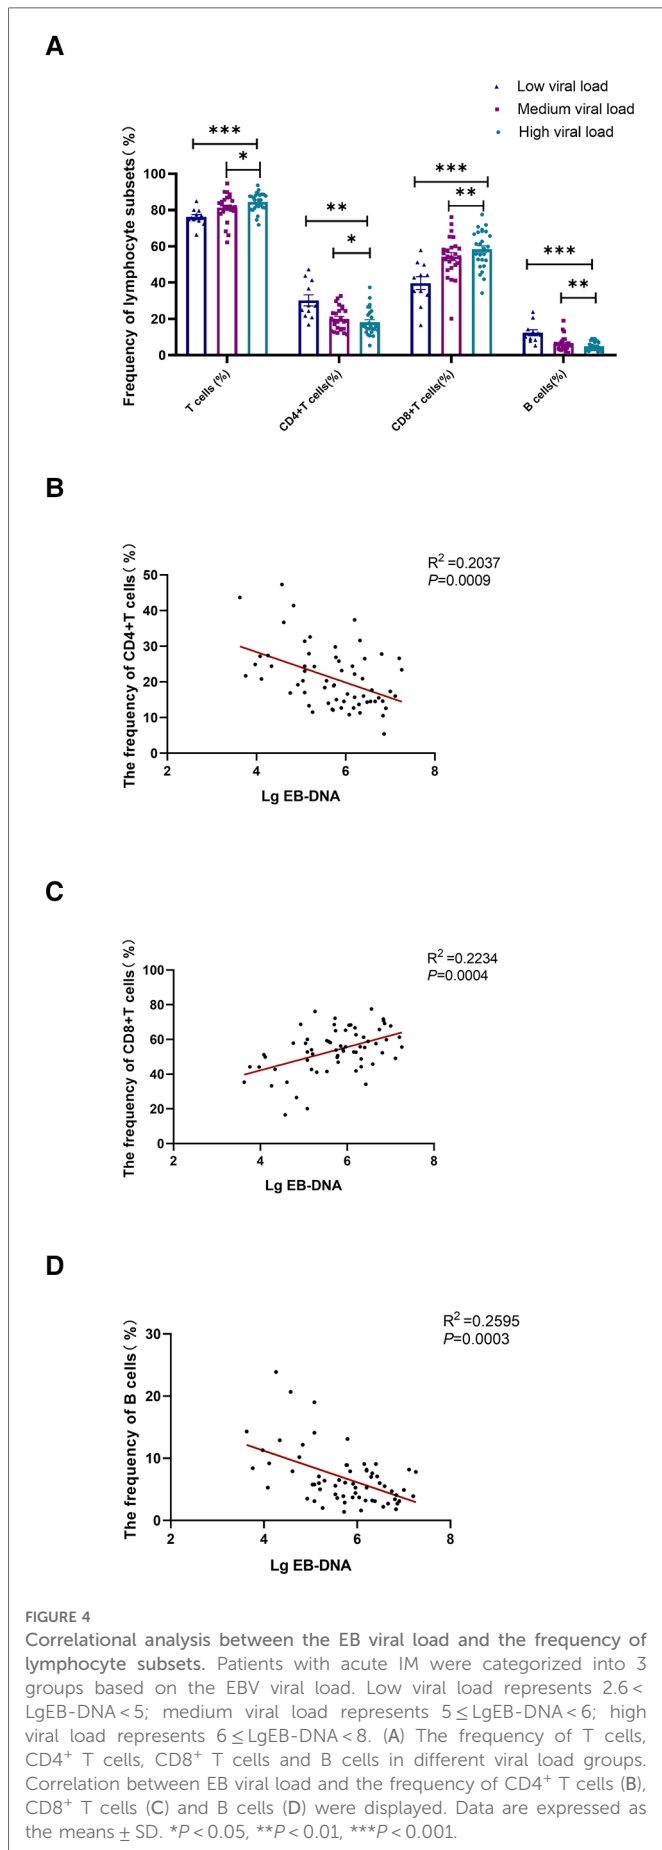 A
Low viral load
Medium viral load
High viral load
Frequency of lymphocyte subsets( %)
100
80
60
40
20
0
***
*
**
*
***
**
***
**
T cells(%)
CD4+T cells(%)
CD8+T cells(%)
B cells(%)
B
R2 =0.2037
P=0.0009
The frequency of CD4+T cells ( %)
50
40
30
20
10
0
2 4 6 8
Lg EB-DNA
C
R2 =0.2234
P=0.0004
The frequency of CD8+T cells ( %)
100
80
60
40
20
0
2 4 6 8
Lg EB-DNA
D
R2 =0.2595
P=0.0003
The frequency of B cells( %)
30
20
10
0
2 4 6 8
Lg EB-DNA
FIGURE 4
Correlational analysis between the EB viral load and the frequency of
lymphocyte subsets. Patients with acute IM were categorized into 3
groups based on the EBV viral load. Low viral load represents 2.6 <
LgEB-DNA < 5; medium viral load represents 5 ≤ LgEB-DNA < 6; high
viral load represents 6 ≤ LgEB-DNA < 8. (A) The frequency of T cells,
CD4+ T cells, CD8+ T cells and B cells in different viral load groups.
Correlation between EB viral load and the frequency of CD4+ T cells (B),
CD8+ T cells (C) and B cells (D) were displayed. Data are expressed as
the means ± SD. *P < 0.05, **P < 0.01, ***P < 0.001.